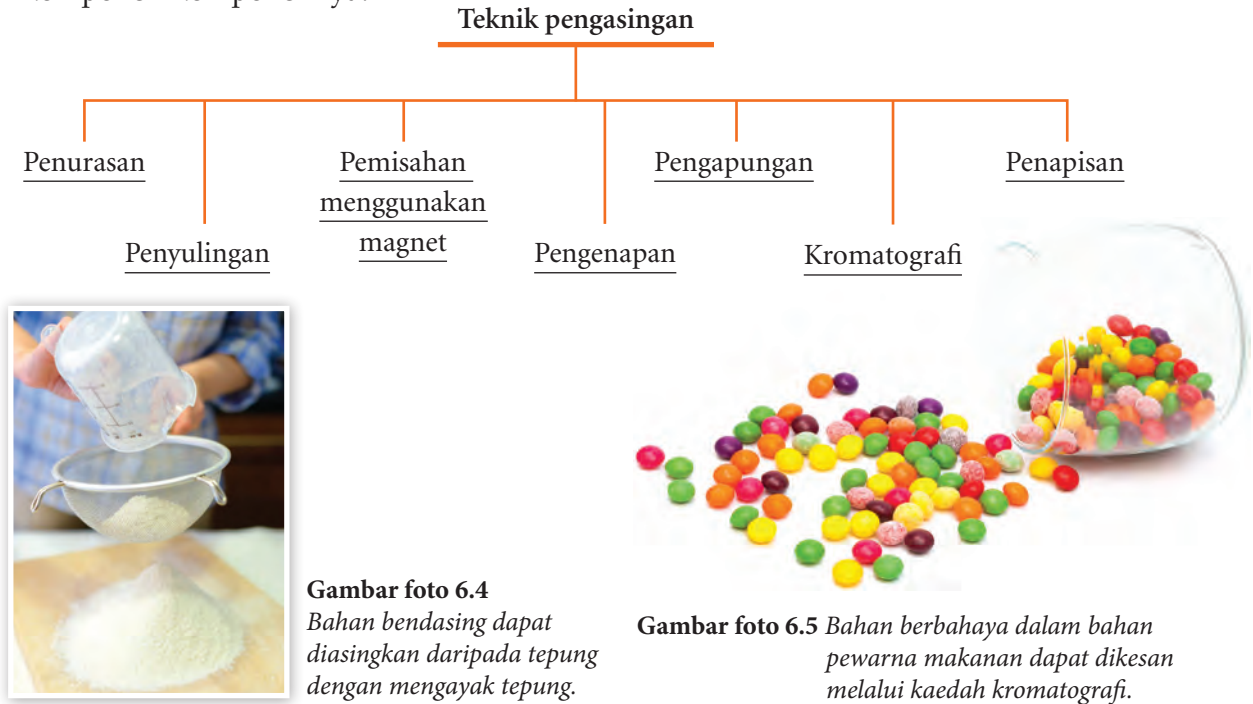 Teknik pengasingan
Penurasan
Pemisahan
menggunakan
magnet
Pengapungan
Penapisan
Penyulingan
Pengenapan
Kromatografi
Gambar foto 6.4
Bahan bendasing dapat
diasingkan daripada tepung
dengan mengayak tepung.
Gambar foto 6.5 Bahan berbahaya dalam bahan
pewarna makanan dapat dikesan
melalui kaedah kromatografi.